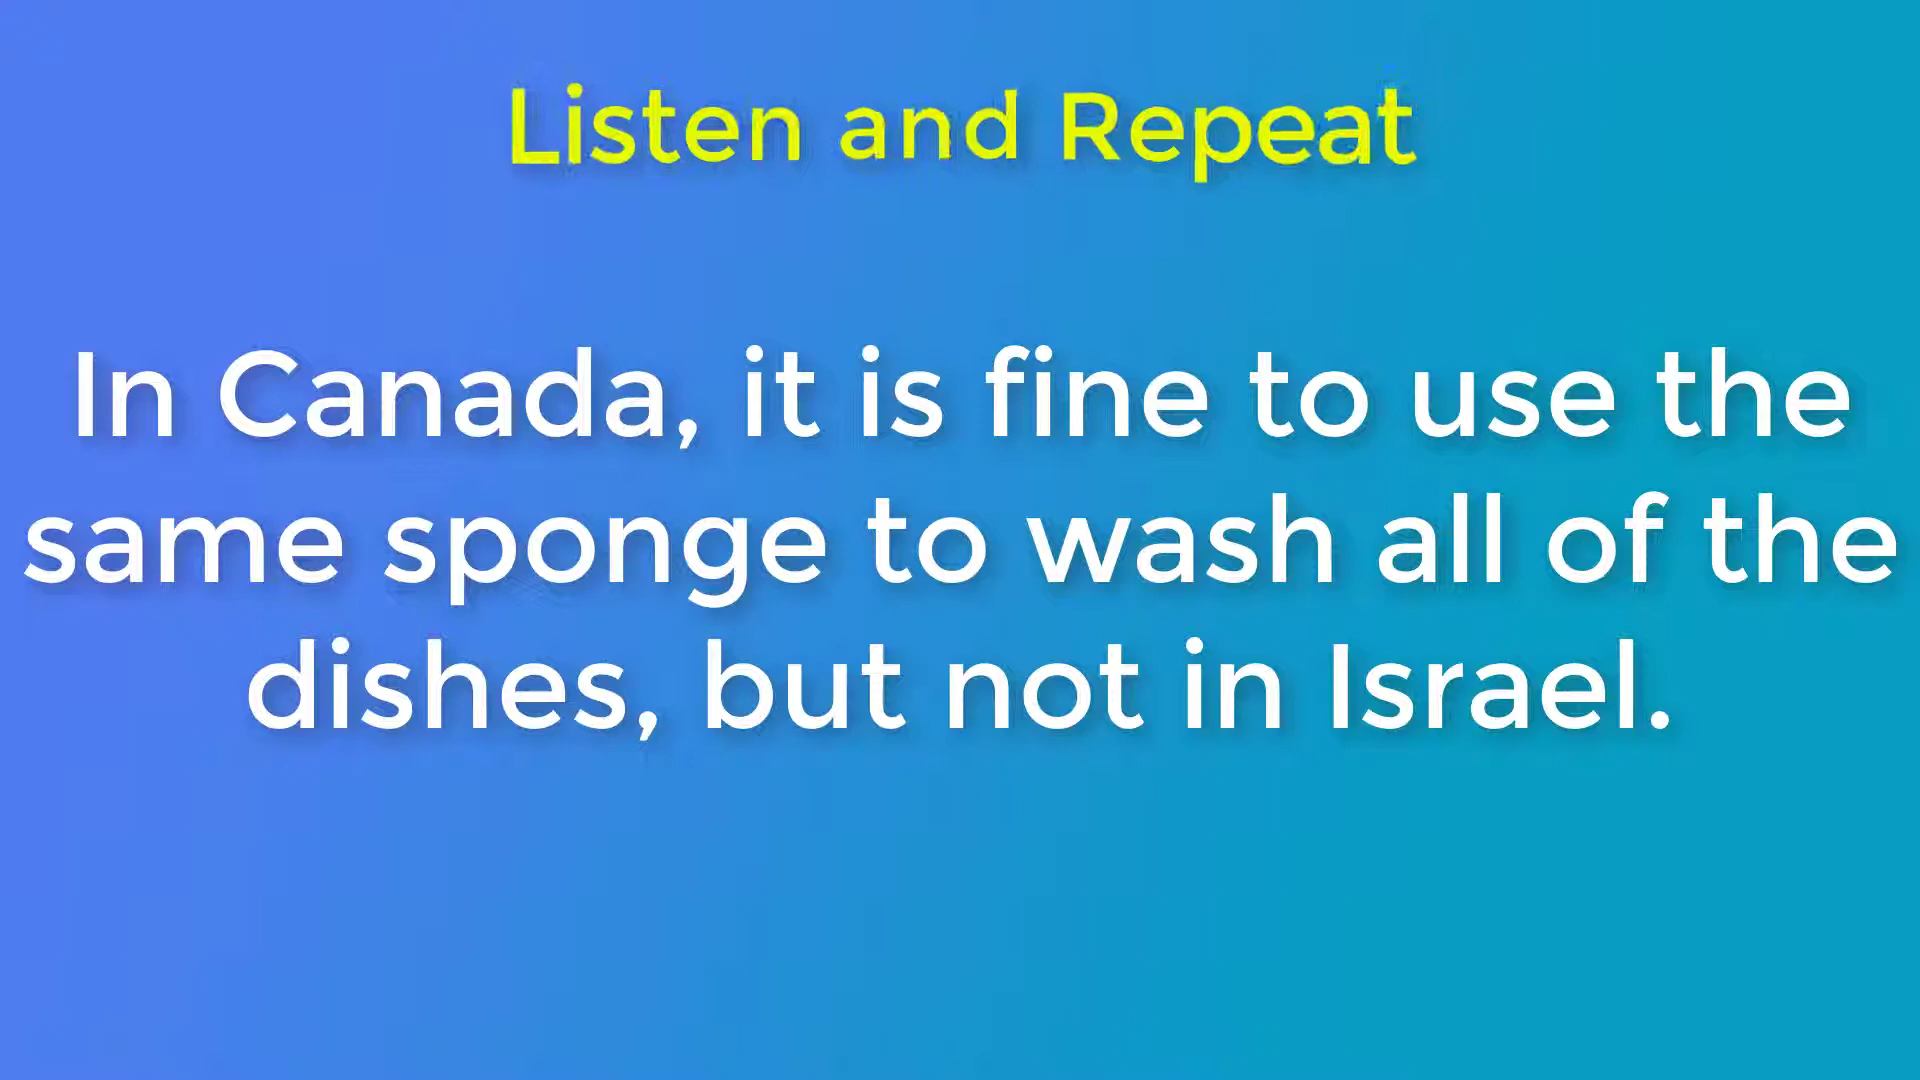 Listen and Repeat
In Canada, it is fine to use the
same sponge to wash all of the
dishes, but not in Israel.